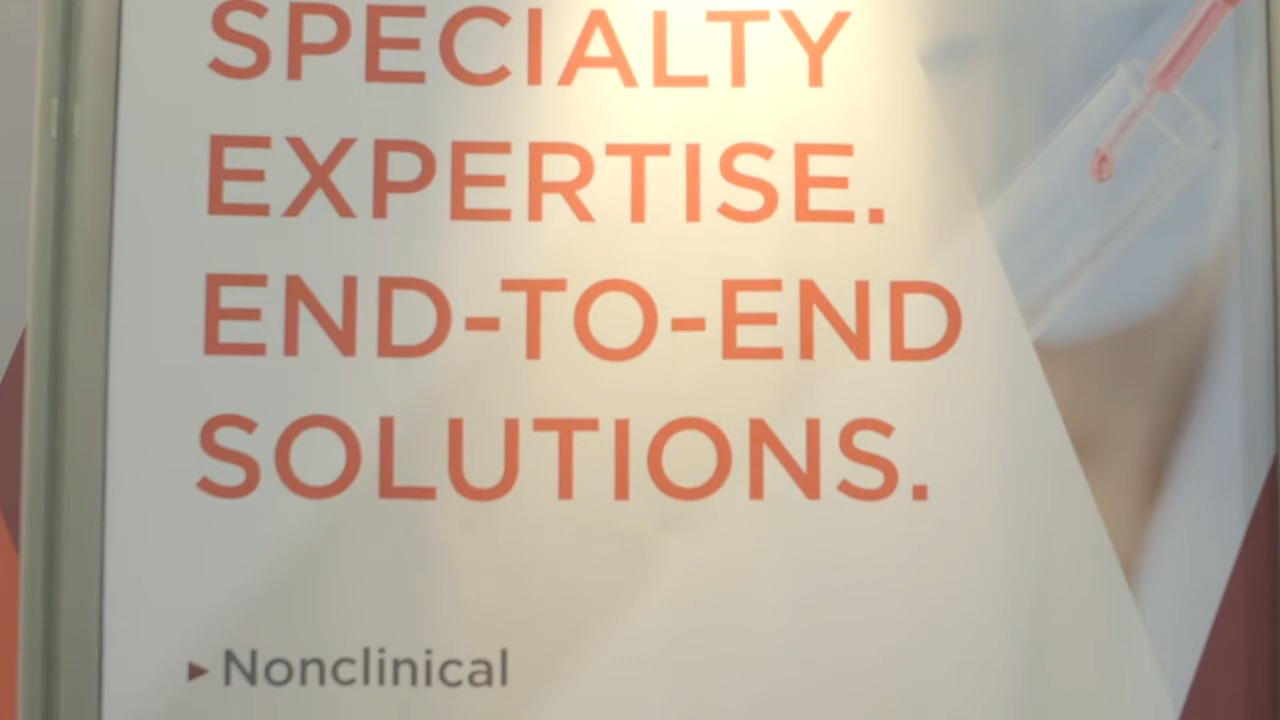 SPECIALTY
EXPERTISE.
END-TO-END
SOLUTIONS.
▸ Nonclinical